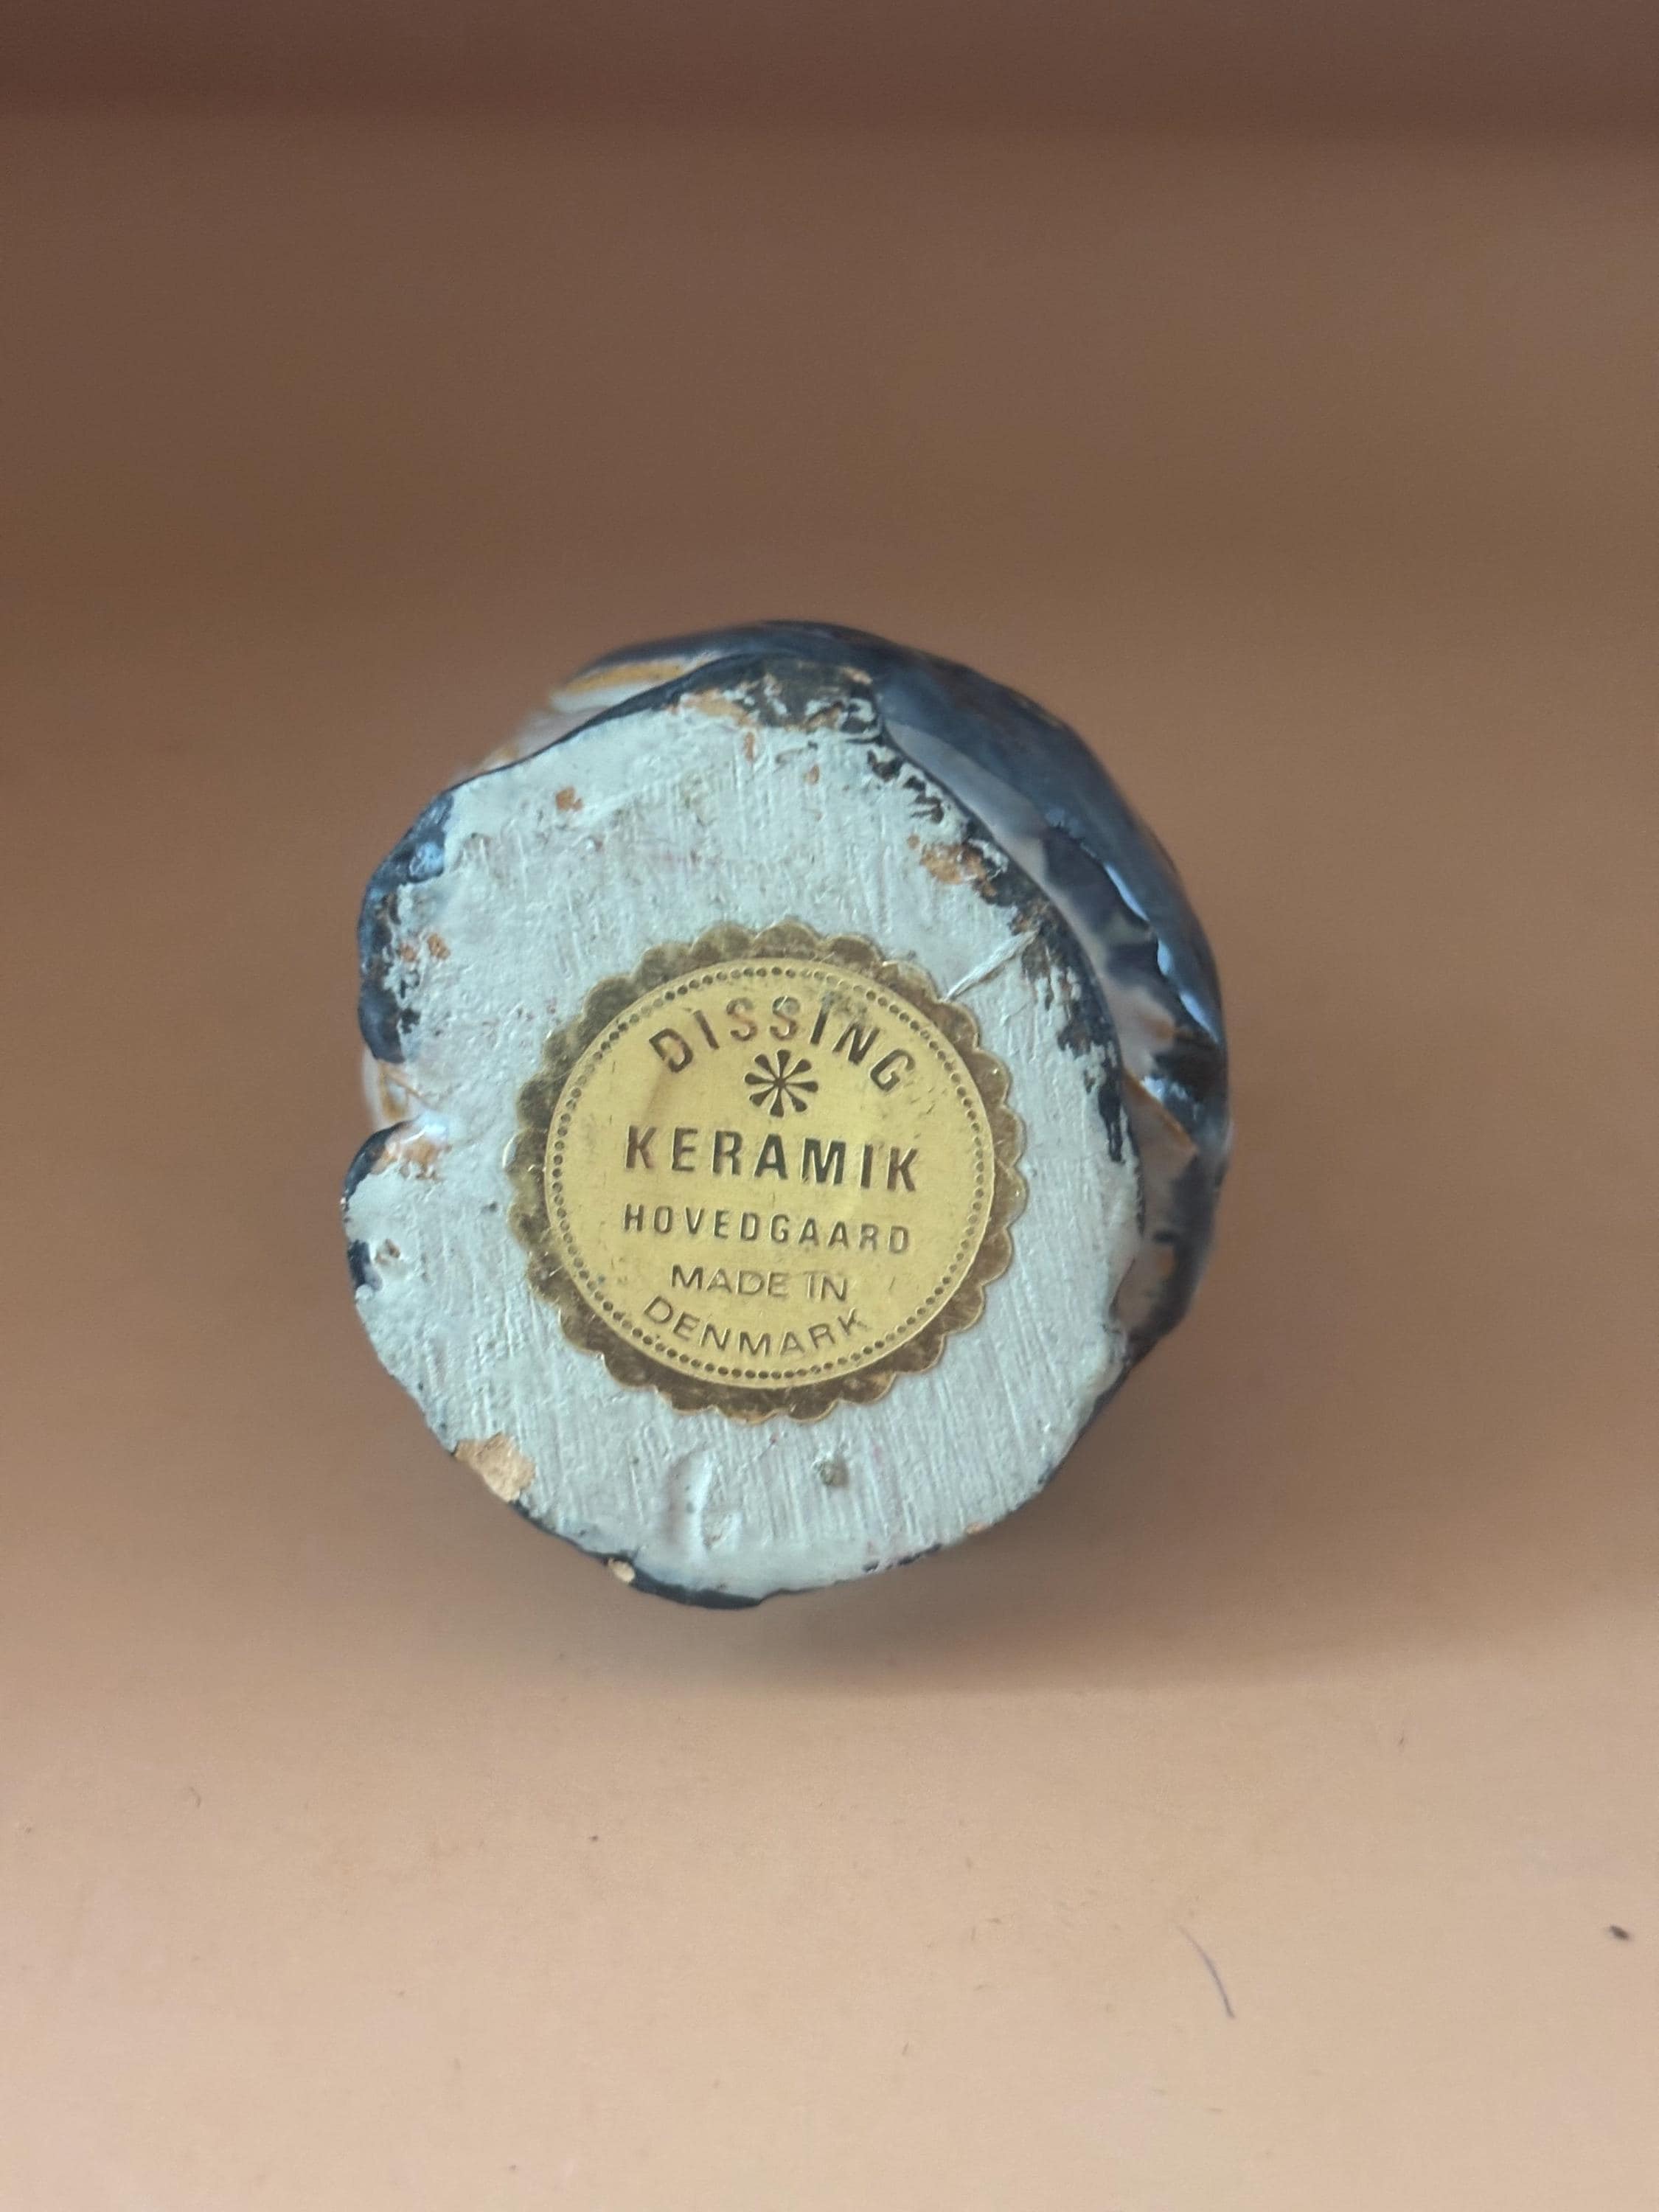 DISSING
KERAMIK
HOVEDGAARD
MADE IN
DENMARK